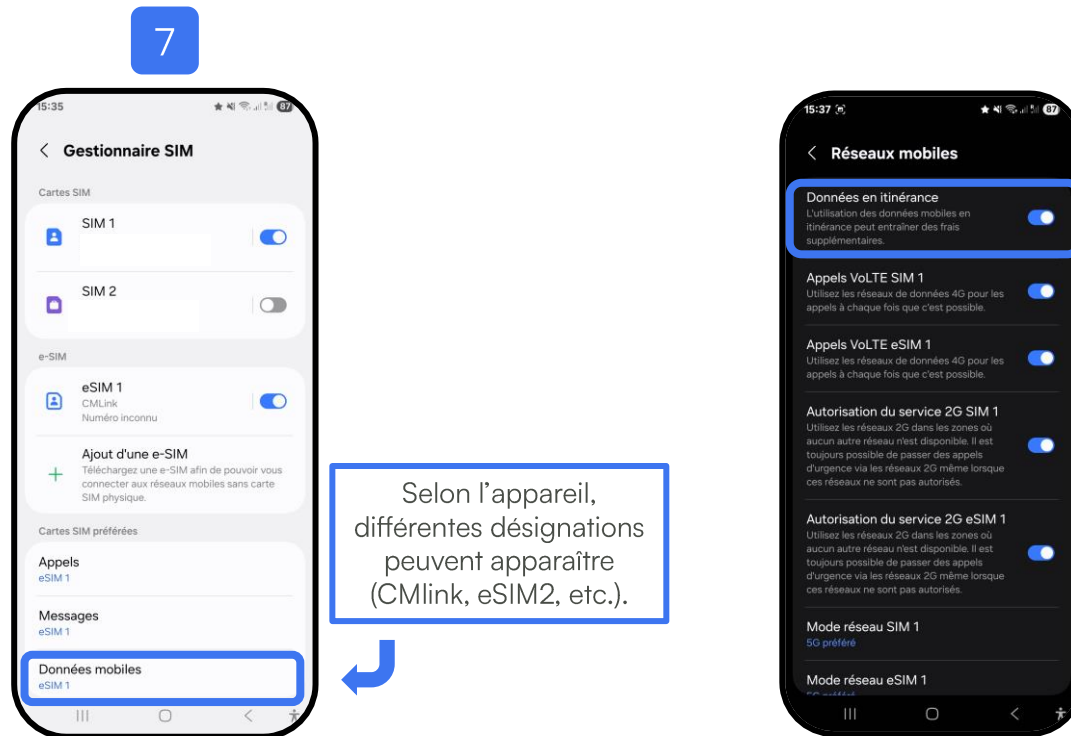 7
15:35
87
Gestionnaire SIM
Cartes SIM
SIM 1
SIM 2
e-SIM
eSIM 1
CMLink
Numéro inconnu
Ajout d'une e-SIM
Téléchargez une e-SIM afin de pouvoir vous
connecter aux réseaux mobiles sans carte
SIM physique.
Cartes SIM préférées
Appels
eSIM 1
Messages
eSIM 1
Données mobiles
eSIM 1
Selon l'appareil,
différentes désignations
peuvent apparaître
(CMlink, eSIM2, etc.).
15:37
87
Réseaux mobiles
Données en itinérance
L'utilisation des données mobiles en
itinérance peut entraîner des frais
supplémentaires.
Appels VoLTE SIM 1
Utilisez les réseaux de données 4G pour les
appels à chaque fois que c'est possible.
Appels VoLTE eSIM 1
Utilisez les réseaux de données 4G pour les
appels à chaque fois que c'est possible.
Autorisation du service 2G SIM 1
Utilisez les réseaux 2G dans les zones où
aucun autre réseau n'est disponible. Il est
toujours possible de passer des appels
d'urgence via les réseaux 2G même lorsque
ces réseaux ne sont pas autorisés.
Autorisation du service 2G eSIM 1
Utilisez les réseaux 2G dans les zones où
aucun autre réseau n'est disponible. Il est
toujours possible de passer des appels
d'urgence via les réseaux 2G même lorsque
ces réseaux ne sont pas autorisés.
Mode réseau SIM 1
5G préféré
Mode réseau eSIM 1
5G préféré